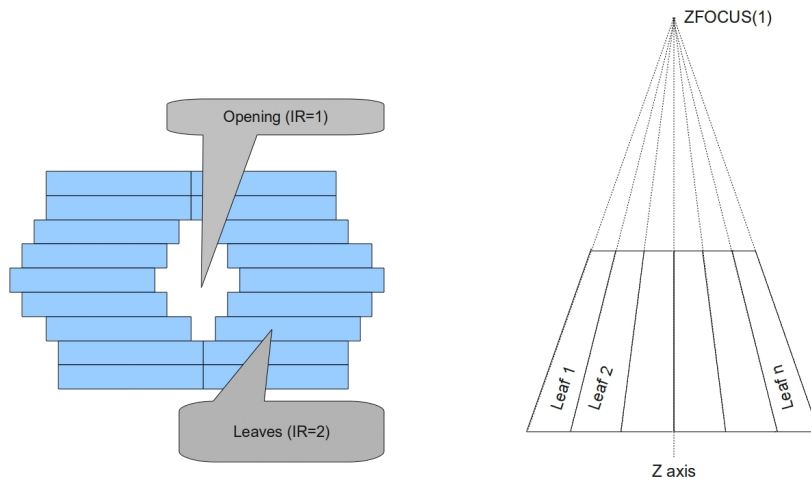 ZFOCUS(1)
Opening (IR=1)
Leaf 1
Leaf 2
Leaf n
Leaves (IR=2)
Z axis